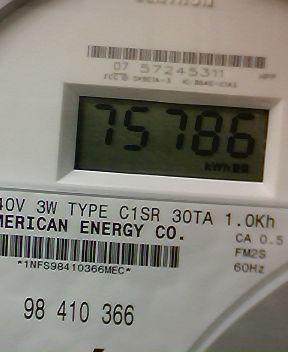 07 57245311
75786
kWh
40V 3W TYPE C1SR 30TA 1.0Kh
MERICAN ENERGY CO.
CA 0.5
FM2S
60Hz
*1NFS98410366MEC*
98 410 366